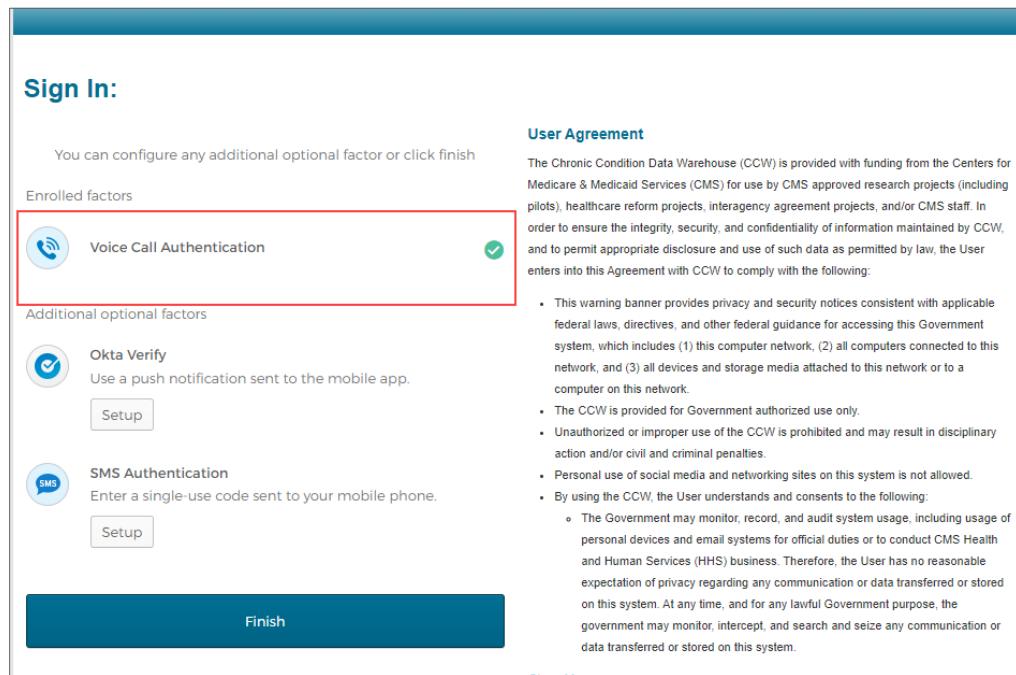 Sign In:
You can configure any additional optional factor or click finish
Enrolled factors
Voice Call Authentication
Additional optional factors
Okta Verify
Use a push notification sent to the mobile app.
Setup
SMS
SMS Authentication
Enter a single-use code sent to your mobile phone.
Setup
Finish
User Agreement
The Chronic Condition Data Warehouse (CCW) is provided with funding from the Centers for
Medicare & Medicaid Services (CMS) for use by CMS approved research projects (including
pilots), healthcare reform projects, interagency agreement projects, and/or CMS staff. In
order to ensure the integrity, security, and confidentiality of information maintained by CCW,
and to permit appropriate disclosure and use of such data as permitted by law, the User
enters into this Agreement with CCW to comply with the following:
• This warning banner provides privacy and security notices consistent with applicable
federal laws, directives, and other federal guidance for accessing this Government
system, which includes (1) this computer network, (2) all computers connected to this
network, and (3) all devices and storage media attached to this network or to a
computer on this network.
• The CCW is provided for Government authorized use only.
• Unauthorized or improper use of the CCW is prohibited and may result in disciplinary
action and/or civil and criminal penalties.
• Personal use of social media and networking sites on this system is not allowed.
• By using the CCW, the User understands and consents to the following:
◦ The Government may monitor, record, and audit system usage, including usage of
personal devices and email systems for official duties or to conduct CMS Health
and Human Services (HHS) business. Therefore, the User has no reasonable
expectation of privacy regarding any communication or data transferred or stored
on this system. At any time, and for any lawful Government purpose, the
government may monitor, intercept, and search and seize any communication or
data transferred or stored on this system.